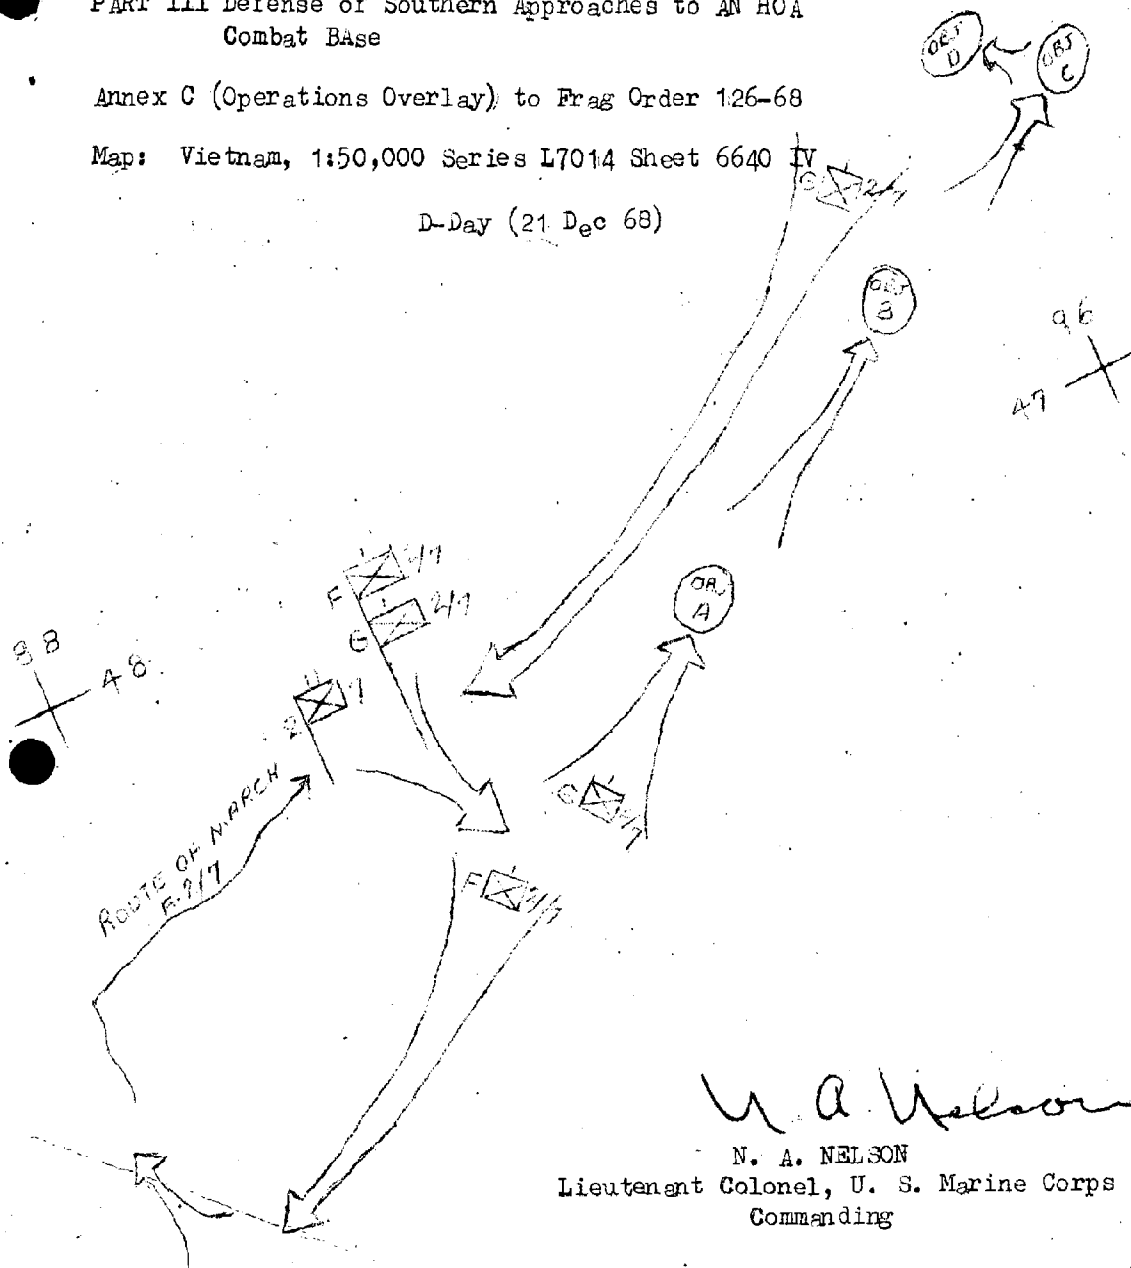 PART III Defense of Southern Approaches to AN HOA
Combat BAse
Annex C (Operations Overlay) to Frag Order 126-68
Map: Vietnam, 1:50,000 Series L7014 Sheet 6640 IV
D-Day (21 Dec 68)
OBJ
D
OBJ
C
G 2/7
OBJ
B
96
47
F 2/7
G 2/7
OBJ
A
88
48
2 7
G 2/7
ROUTE OF MARCH
F 2/7
F 2/7
N A Nelson
N. A. NELSON
Lieutenant Colonel, U. S. Marine Corps
Commanding